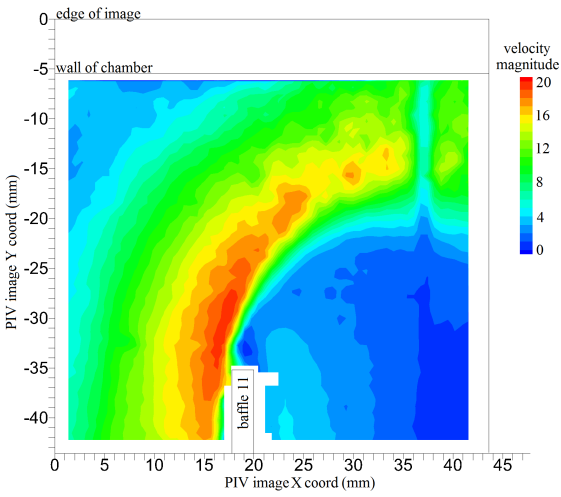 edge of image
wall of chamber
velocity
magnitude
20
16
12
8
4
0
0
-5
-10
-15
-20
-25
-30
-35
-40
PIV image Y coord (mm)
baffle 11
0 5 10 15 20 25 30 35 40 45
PIV image X coord (mm)